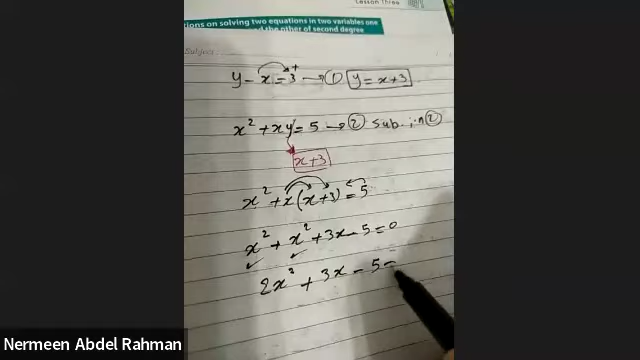 Lesson Three
tions on solving two equations in two variables one
and the other of second degree
Subject
y - x = 3 → ① y = x+3
x² + xy = 5 → ② sub. in ②
x+3
x² + x(x+3) = 5
x² + x² + 3x - 5 = 0
2x² + 3x - 5 =
Nermeen Abdel Rahman